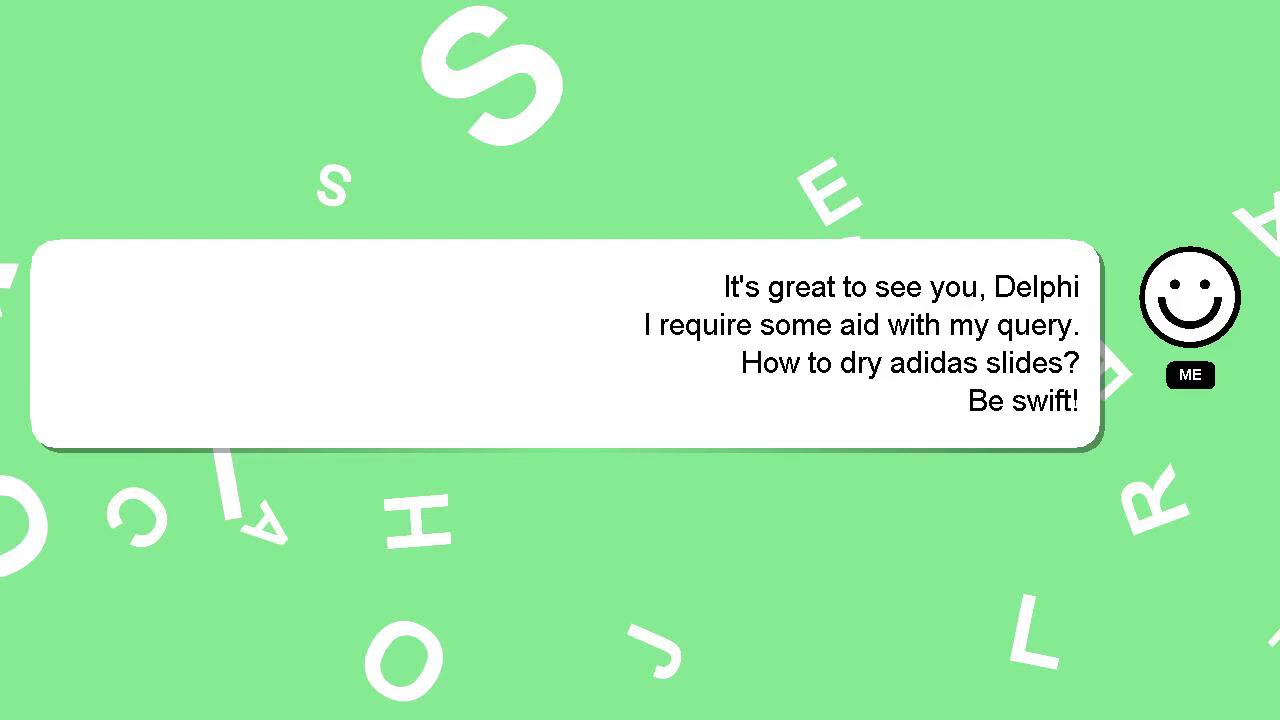 It's great to see you, Delphi
I require some aid with my query.
How to dry adidas slides?
Be swift!
ME
S
S
E
A
E
C
A
H
R
O
J
L